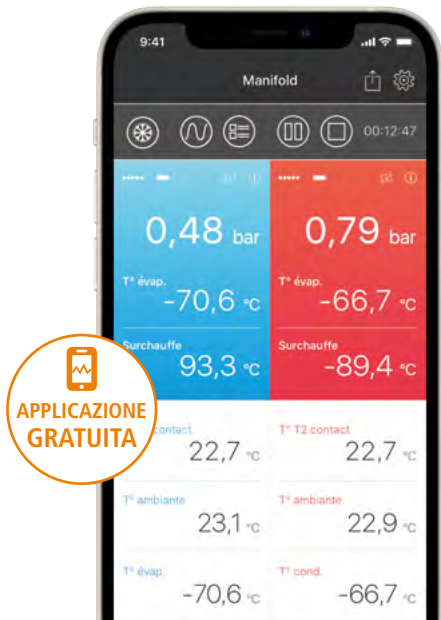 9:41
Manifold
00:12:47
0,48 bar
0,79 bar
T° évap.
-70,6 °C
T° évap.
-66,7 °C
Surchauffe
93,3 °C
Surchauffe
-89,4 °C
APPLICAZIONE
GRATUITA
contact
22,7 °C
T° T2 contact
22,7 °C
T° ambiante
23,1 °C
T° ambiante
22,9 °C
T° évap
-70,6 °C
T° cond.
-66,7 °C